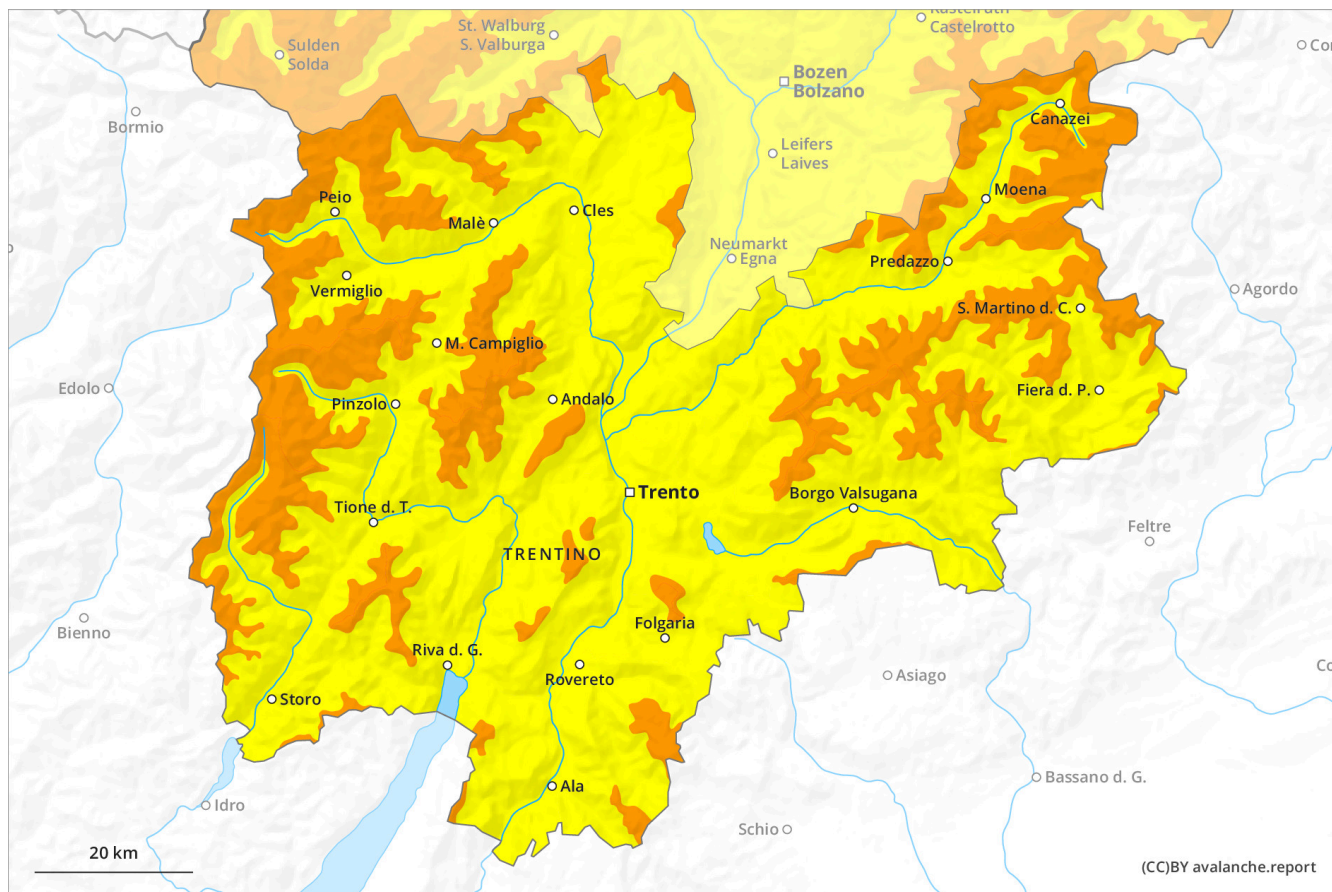 Sulden
Solda
St. Walburg
S. Valburga
Castelrotto
Bozen
Bolzano
Bormio
Leifers
Laives
Canazei
Peio
Malè
Cles
Moena
Neumarkt
Egna
Predazzo
Vermiglio
Agordo
S. Martino d. C.
M. Campiglio
Edolo
Pinzolo
Andalo
Fiera d. P.
Trento
Borgo Valsugana
Tione d. T.
Feltre
TRENTINO
Bienno
Folgaria
Riva d. G.
Rovereto
Asiago
Storo
Ala
Bassano d. G.
Idro
Schio
20 km
(CC)BY avalanche.report